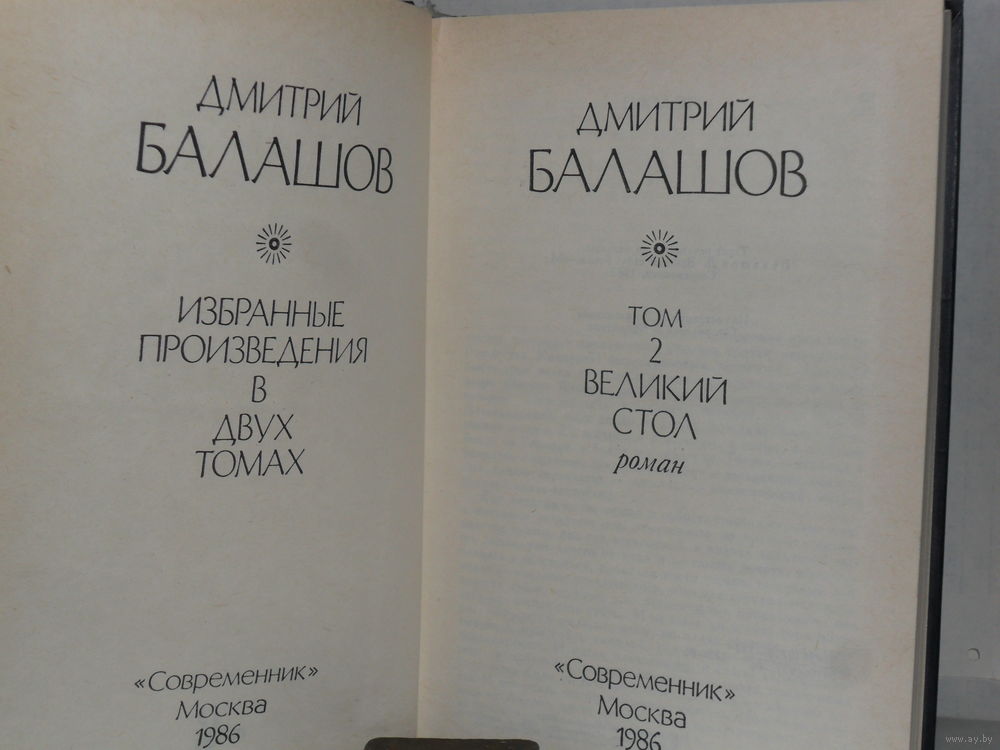 ДМИТРИЙ
БАЛАШОВ
ИЗБРАННЫЕ
ПРОИЗВЕДЕНИЯ
В
ДВУХ
ТОМАХ
«Современник»
Москва
1986
ДМИТРИЙ
БАЛАШОВ
ТОМ
2
ВЕЛИКИЙ
СТОЛ
роман
«Современник»
Москва
1986
www.ay.by